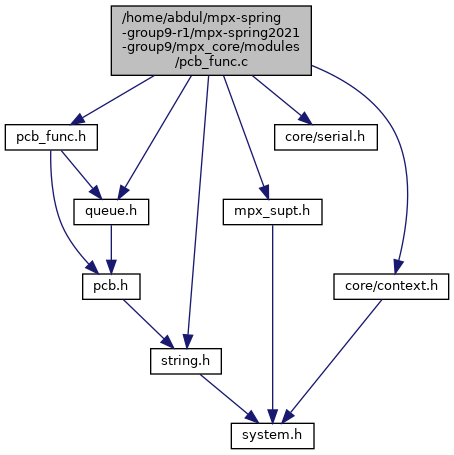 /home/abdul/mpx-spring
-group9-r1/mpx-spring2021
-group9/mpx_core/modules
/pcb_func.c
pcb_func.h
core/serial.h
queue.h
mpx_supt.h
pcb.h
core/context.h
string.h
system.h